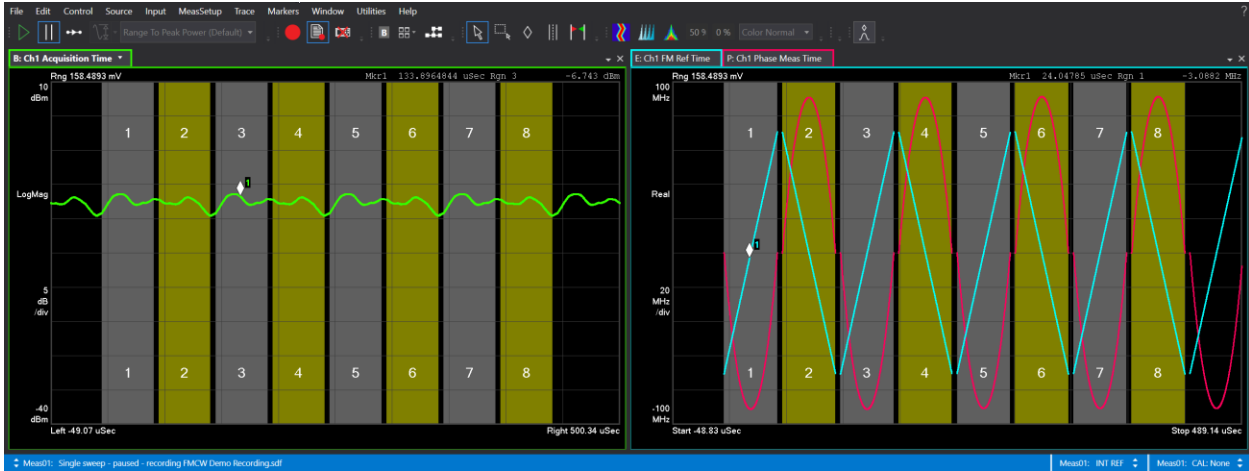 File Edit Control Source Input MeasSetup Trace Markers Window Utilities Help ?
Range To Peak Power (Default) B 50 % 0 % Color Normal
B: Ch1 Acquisition Time
Rng 158.4893 mV Mkr1 133.8964844 uSec Rgn 3 -6.743 dBm
10
dBm
1 2 3 4 5 6 7 8
LogMag
1
5
dB
/div
1 2 3 4 5 6 7 8
-40
dBm
Left -49.07 uSec Right 500.34 uSec
E: Ch1 FM Ref Time P: Ch1 Phase Meas Time
Rng 158.4893 mV Mkr1 24.04785 uSec Rgn 1 -3.0882 MHz
100
MHz
1 2 3 4 5 6 7 8
Real
1
20
MHz
/div
1 2 3 4 5 6 7 8
-100
MHz
Start -48.83 uSec Stop 489.14 uSec
Meas01: Single sweep - paused - recording FMCW Demo Recording.sdf Meas01: INT REF Meas01: CAL: None